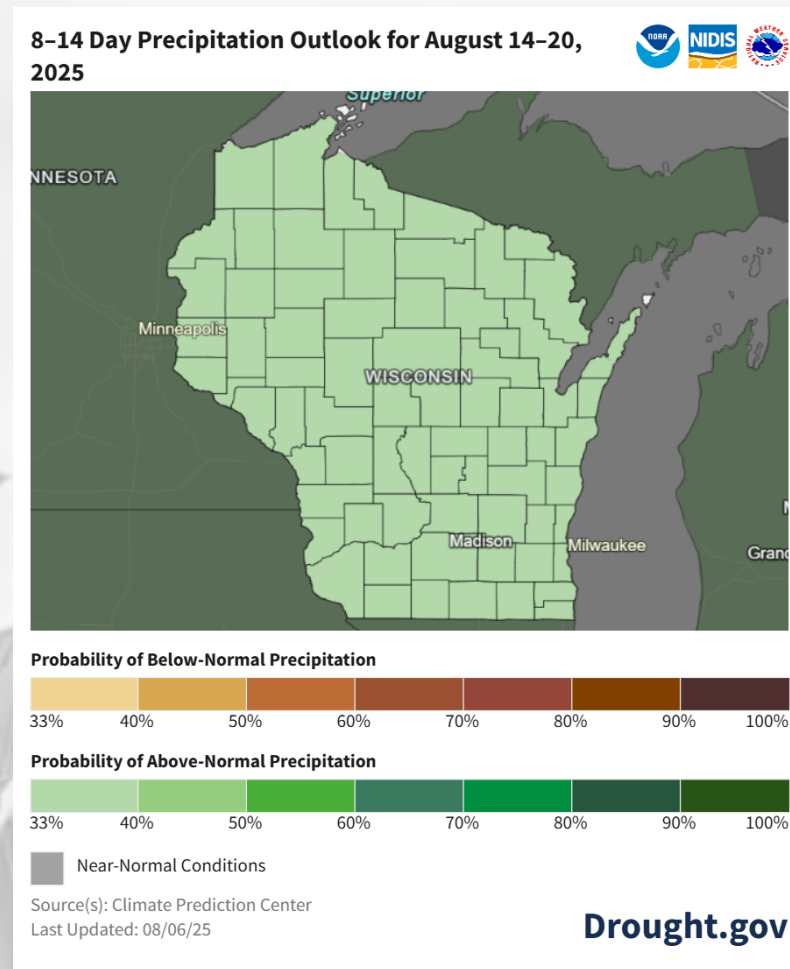 8–14 Day Precipitation Outlook for August 14–20,
2025
NOAA
NIDIS
NATIONAL WEATHER SERVICE
Superior
NNESOTA
Minneapolis
WISCONSIN
Madison
Milwaukee
Grand
Probability of Below-Normal Precipitation
33% 40% 50% 60% 70% 80% 90% 100%
Probability of Above-Normal Precipitation
33% 40% 50% 60% 70% 80% 90% 100%
Near-Normal Conditions
Source(s): Climate Prediction Center
Last Updated: 08/06/25
Drought.gov